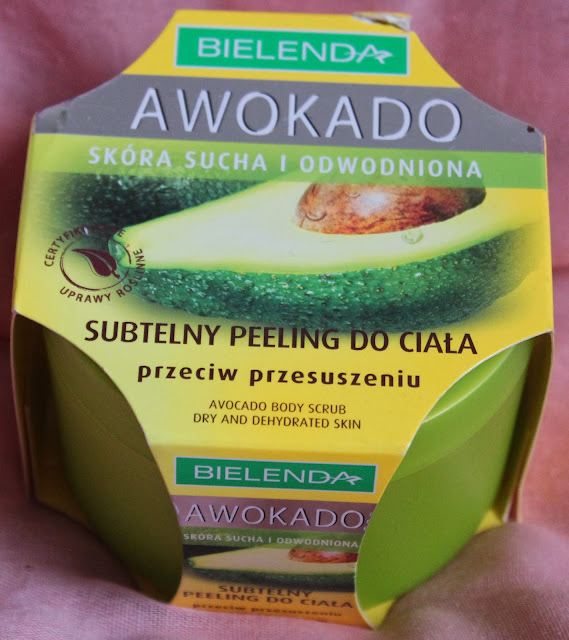 BIELENDA
AWOKADO
SKÓRA SUCHA I ODWODNIONA
UPRAWY ROŚLINNE
SUBTELNY PEELING DO CIAŁA
przeciw przesuszeniu
AVOCADO BODY SCRUB
DRY AND DEHYDRATED SKIN
BIELENDA
AWOKADO
SKÓRA SUCHA I ODWODNIONA
SUBTELNY
PEELING DO CIAŁA
przeciw przesuszeniu